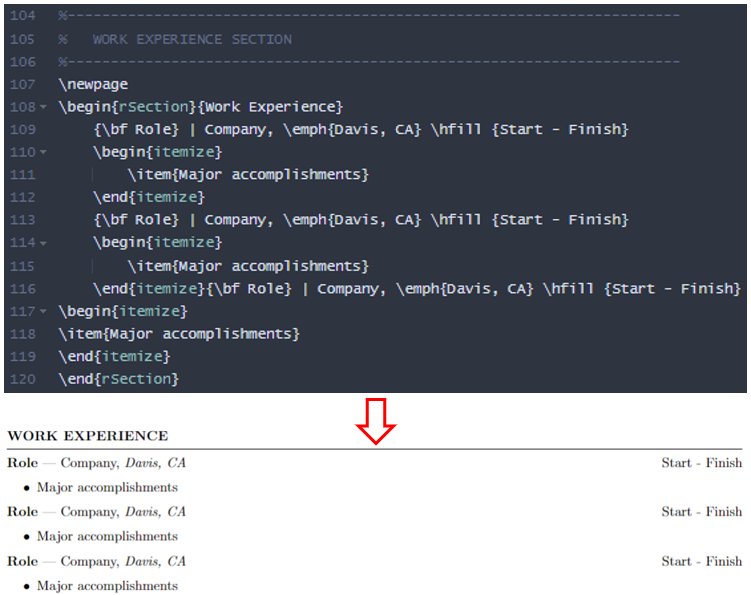 104 %-----------------------------------------------------------------------
105 %   WORK EXPERIENCE SECTION
106 %-----------------------------------------------------------------------
107 \newpage
108 \begin{rSection}{Work Experience}
109     {\bf Role} | Company, \emph{Davis, CA} \hfill {Start - Finish}
110     \begin{itemize}
111         \item{Major accomplishments}
112     \end{itemize}
113     {\bf Role} | Company, \emph{Davis, CA} \hfill {Start - Finish}
114     \begin{itemize}
115         \item{Major accomplishments}
116     \end{itemize}{\bf Role} | Company, \emph{Davis, CA} \hfill {Start - Finish}
117 \begin{itemize}
118 \item{Major accomplishments}
119 \end{itemize}
120 \end{rSection}
WORK EXPERIENCE
Role — Company, Davis, CA Start - Finish
• Major accomplishments
Role — Company, Davis, CA Start - Finish
• Major accomplishments
Role — Company, Davis, CA Start - Finish
• Major accomplishments